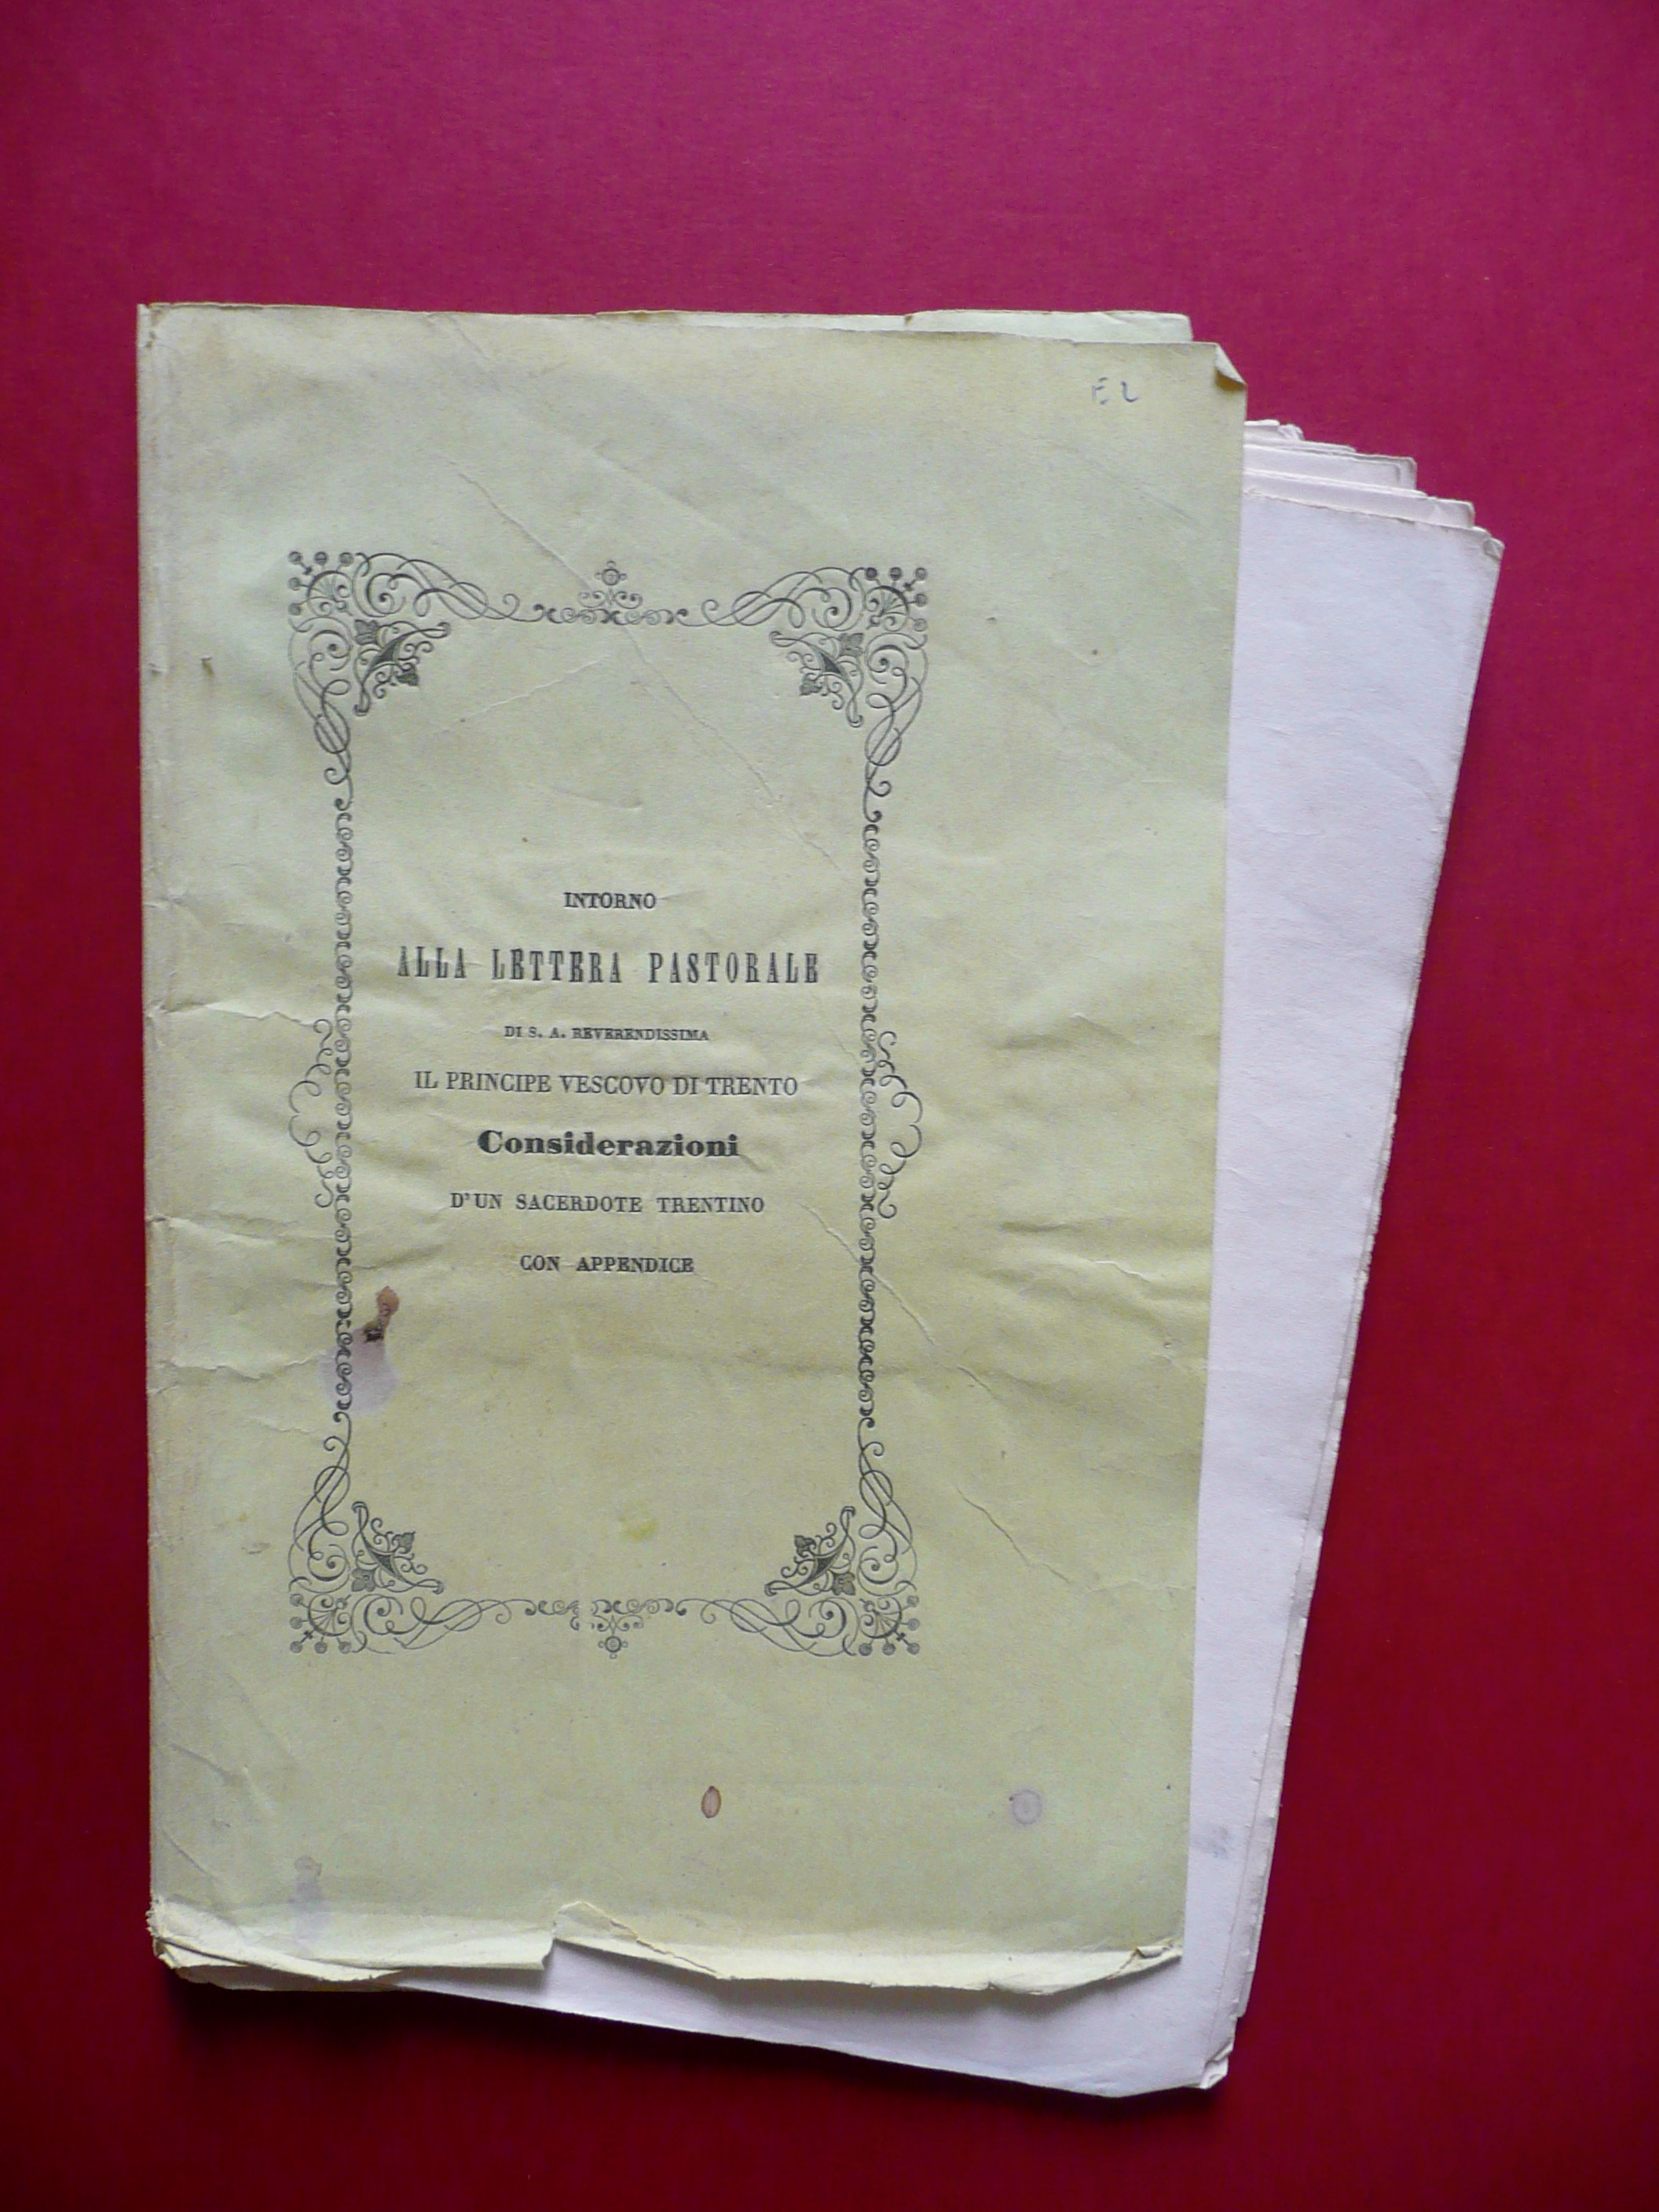 INTORNO
ALLA LETTERA PASTORALE
DI S. A. REVERENDISSIMA
IL PRINCIPE VESCOVO DI TRENTO
Considerazioni
D'UN SACERDOTE TRENTINO
CON APPENDICE